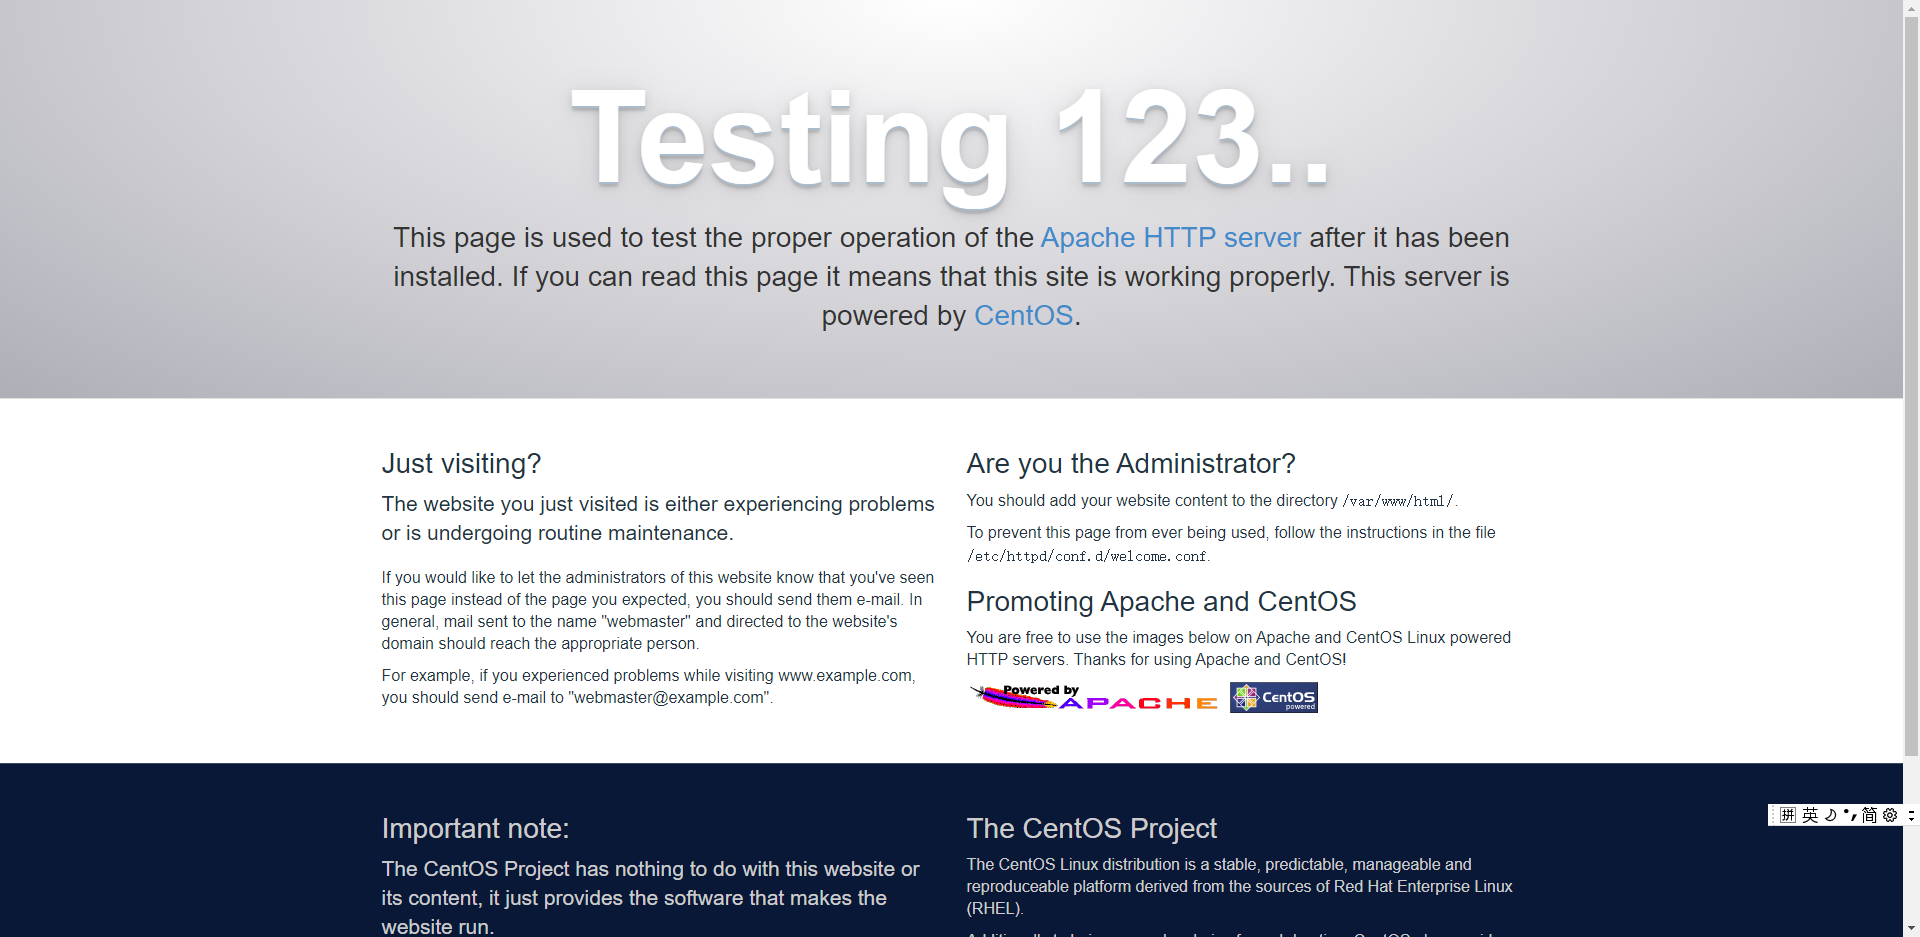 Testing 123..
This page is used to test the proper operation of the Apache HTTP server after it has been
installed. If you can read this page it means that this site is working properly. This server is
powered by CentOS.
Just visiting?
The website you just visited is either experiencing problems
or is undergoing routine maintenance.
If you would like to let the administrators of this website know that you've seen
this page instead of the page you expected, you should send them e-mail. In
general, mail sent to the name "webmaster" and directed to the website's
domain should reach the appropriate person.
For example, if you experienced problems while visiting www.example.com,
you should send e-mail to "webmaster@example.com".
Are you the Administrator?
You should add your website content to the directory /var/www/html/.
To prevent this page from ever being used, follow the instructions in the file
/etc/httpd/conf.d/welcome.conf.
Promoting Apache and CentOS
You are free to use the images below on Apache and CentOS Linux powered
HTTP servers. Thanks for using Apache and CentOS!
Powered by
APACHE
CentOS
powered
Important note:
The CentOS Project has nothing to do with this website or
its content, it just provides the software that makes the
website run.
The CentOS Project
The CentOS Linux distribution is a stable, predictable, manageable and
reproduceable platform derived from the sources of Red Hat Enterprise Linux
(RHEL).
拼 英 简